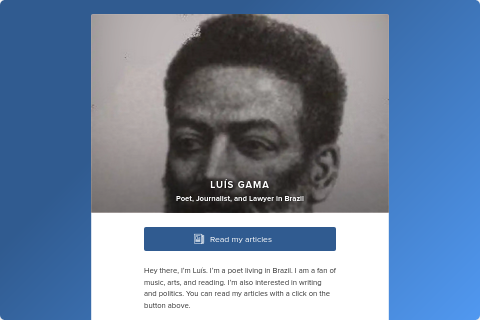 LUÍS GAMA
Poet, Journalist, and Lawyer in Brazil
Read my articles
Hey there, I'm Luís. I'm a poet living in Brazil. I am a fan of
music, arts, and reading. I'm also interested in writing
and politics. You can read my articles with a click on the
button above.